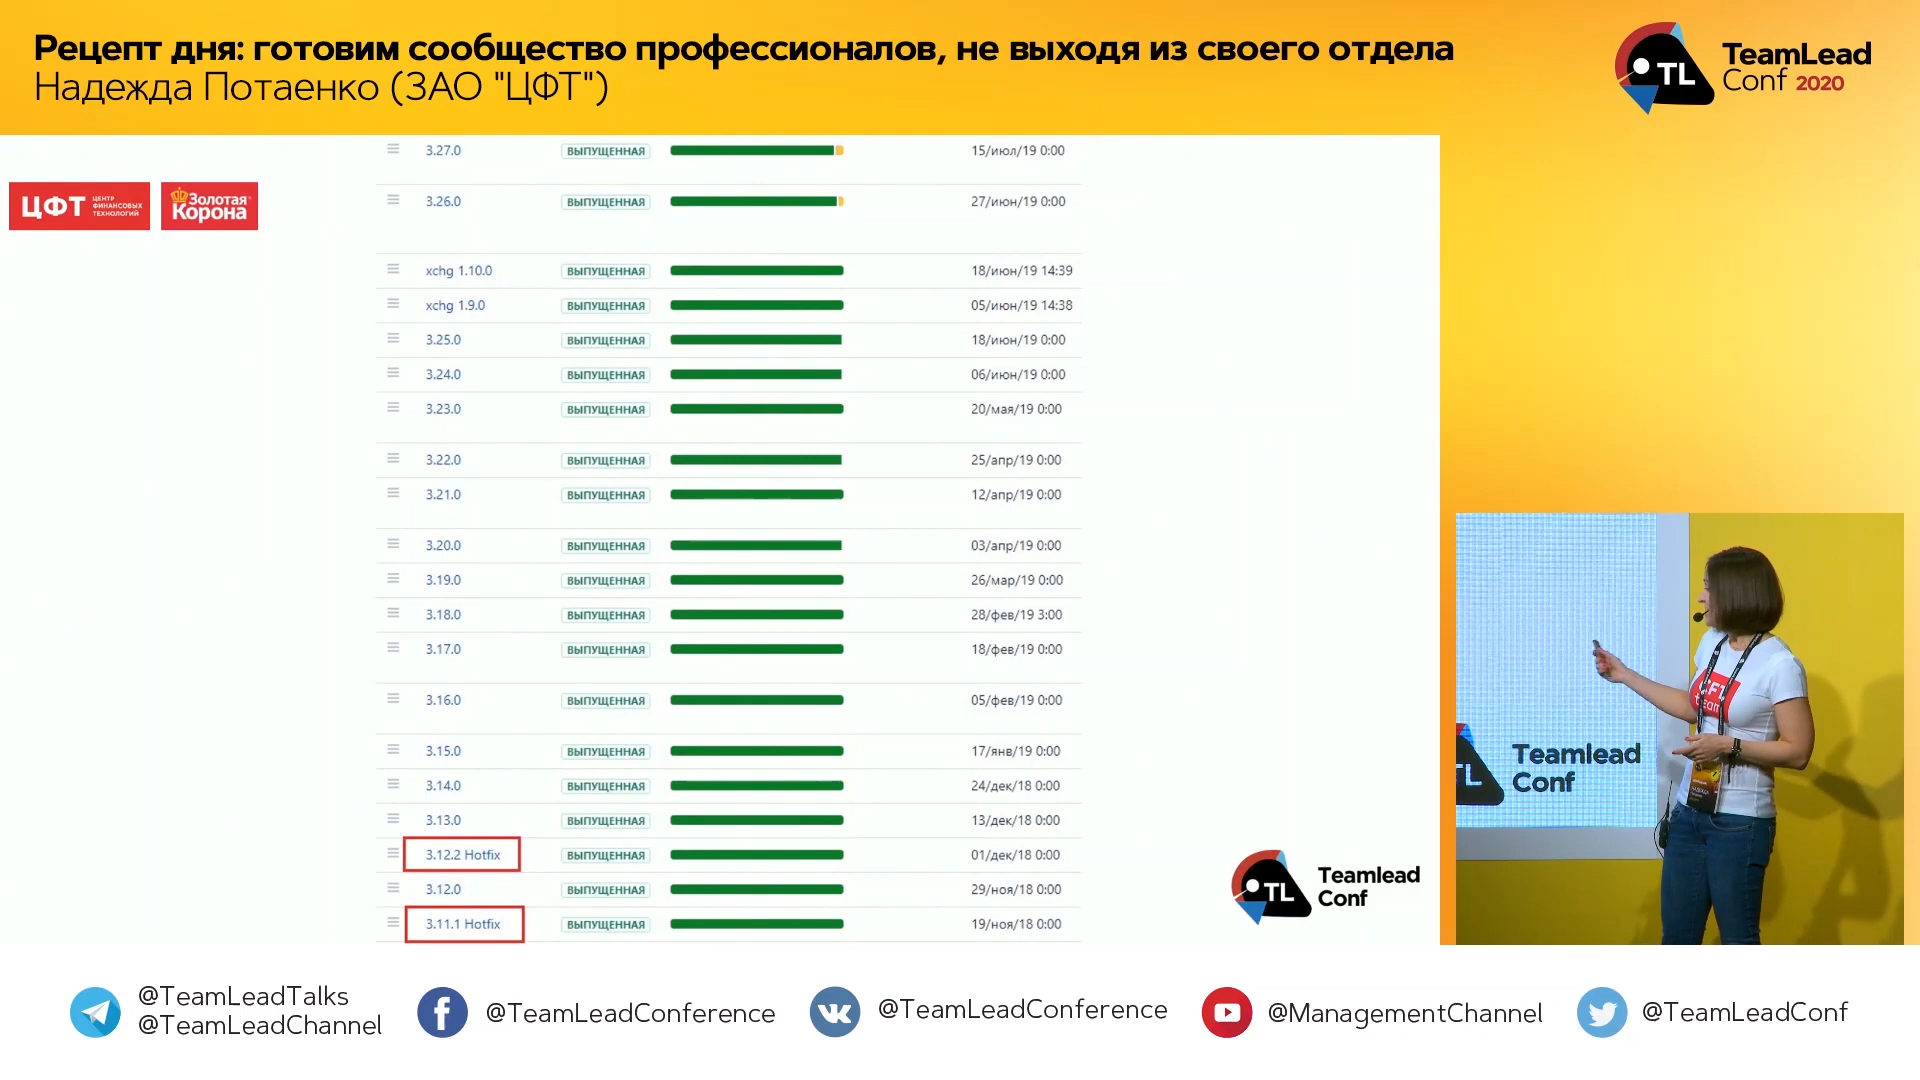 Рецепт дня: готовим сообщество профессионалов, не выходя из своего отдела
Надежда Потаенко (ЗАО "ЦФТ")
TL TeamLead
Conf 2020
ЦФТ ЦЕНТР ФИНАНСОВЫХ ТЕХНОЛОГИЙ
Золотая Корона
3.27.0 ВЫПУЩЕННАЯ 15/июл/19 0:00
3.26.0 ВЫПУЩЕННАЯ 27/июн/19 0:00
xchg 1.10.0 ВЫПУЩЕННАЯ 18/июн/19 14:39
xchg 1.9.0 ВЫПУЩЕННАЯ 05/июн/19 14:38
3.25.0 ВЫПУЩЕННАЯ 18/июн/19 0:00
3.24.0 ВЫПУЩЕННАЯ 06/июн/19 0:00
3.23.0 ВЫПУЩЕННАЯ 20/мая/19 0:00
3.22.0 ВЫПУЩЕННАЯ 25/апр/19 0:00
3.21.0 ВЫПУЩЕННАЯ 12/апр/19 0:00
3.20.0 ВЫПУЩЕННАЯ 03/апр/19 0:00
3.19.0 ВЫПУЩЕННАЯ 26/мар/19 0:00
3.18.0 ВЫПУЩЕННАЯ 28/фев/19 3:00
3.17.0 ВЫПУЩЕННАЯ 18/фев/19 0:00
3.16.0 ВЫПУЩЕННАЯ 05/фев/19 0:00
3.15.0 ВЫПУЩЕННАЯ 17/янв/19 0:00
3.14.0 ВЫПУЩЕННАЯ 24/дек/18 0:00
3.13.0 ВЫПУЩЕННАЯ 13/дек/18 0:00
3.12.2 Hotfix ВЫПУЩЕННАЯ 01/дек/18 0:00
3.12.0 ВЫПУЩЕННАЯ 29/ноя/18 0:00
3.11.1 Hotfix ВЫПУЩЕННАЯ 19/ноя/18 0:00
TL Teamlead
Conf
TL Teamlead
Conf
CFT
team
@TeamLeadTalks
@TeamLeadChannel
@TeamLeadConference
@TeamLeadConference
@ManagementChannel
@TeamLeadConf